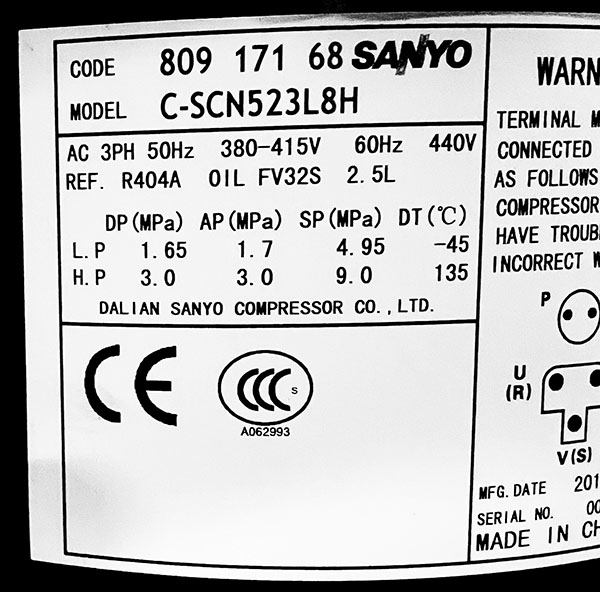 CODE 809 171 68 SANYO
MODEL C-SCN523L8H
AC 3PH 50Hz 380-415V 60Hz 440V
REF. R404A OIL FV32S 2.5L
DP(MPa) AP(MPa) SP(MPa) DT(℃)
L.P 1.65 1.7 4.95 -45
H.P 3.0 3.0 9.0 135
DALIAN SANYO COMPRESSOR CO.,LTD.
CE CCC S
A062993
WARN
TERMINAL M
CONNECTED
AS FOLLOWS
COMPRESSOR
HAVE TROUB
INCORRECT W
P
U
(R)
V(S)
MFG.DATE 201
SERIAL NO. 00
MADE IN CH